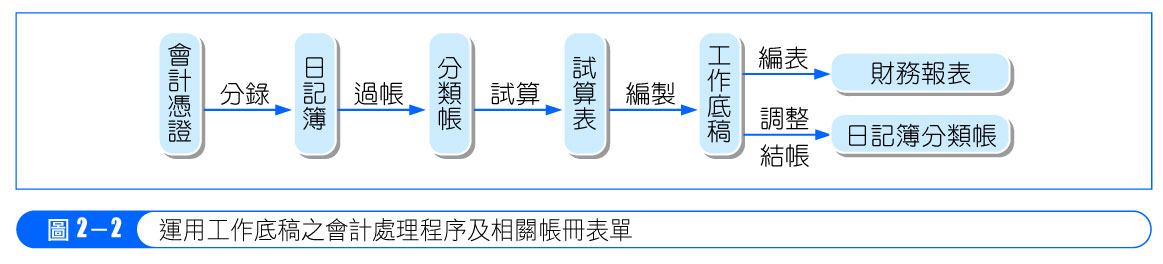 會計憑證
分錄
日記簿
過帳
分類帳
試算
試算表
編製
工作底稿
編表
財務報表
調整
結帳
日記簿分類帳
圖 2－2 運用工作底稿之會計處理程序及相關帳冊表單